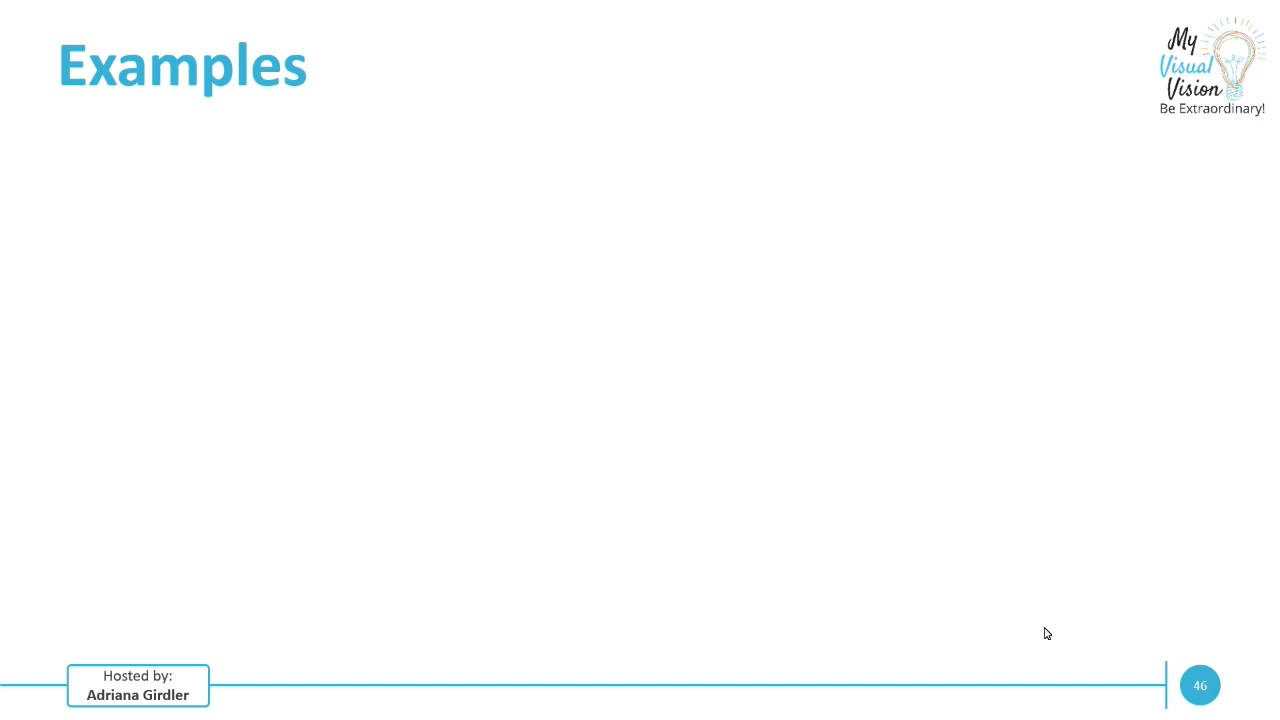 Examples
My
Visual
Vision
Be Extraordinary!
Hosted by:
Adriana Girdler
46